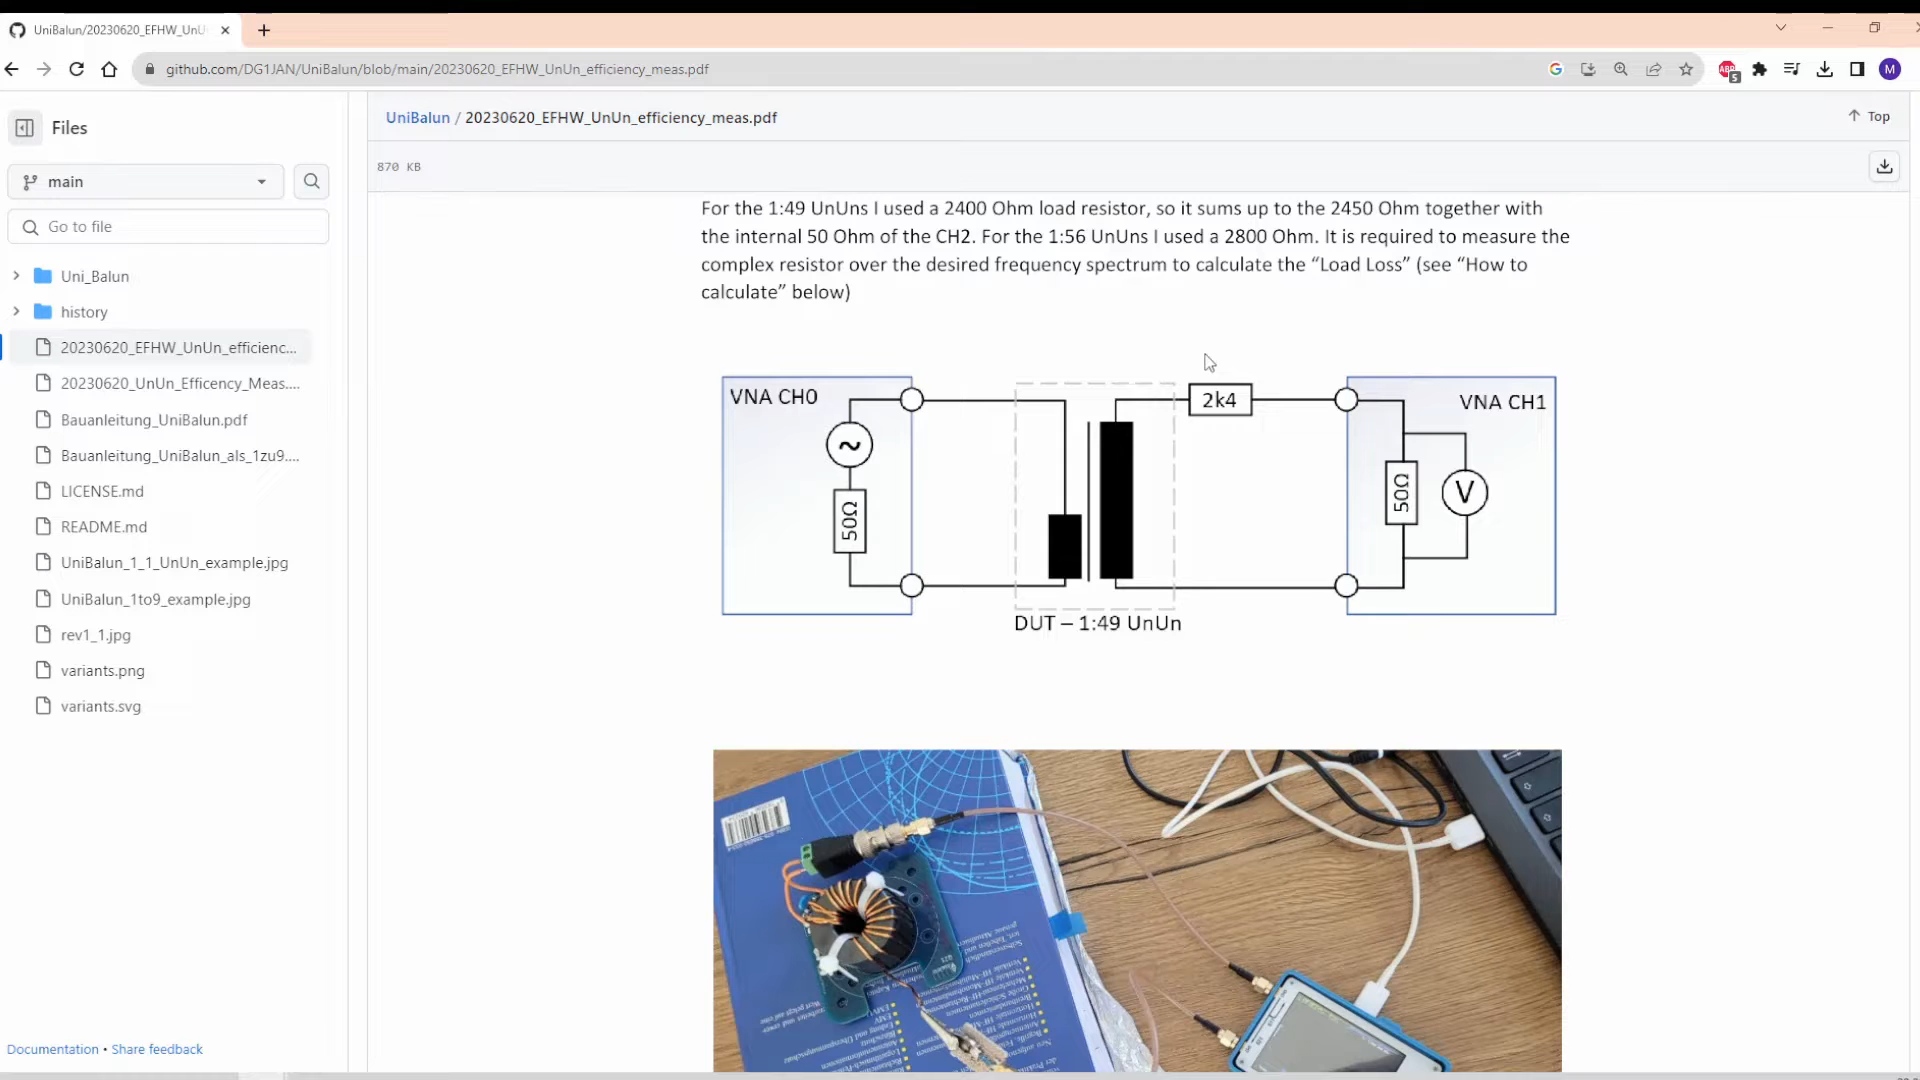 UniBalun/20230620_EFHW_UnU
github.com/DG1JAN/UniBalun/blob/main/20230620_EFHW_UnUn_efficiency_meas.pdf
ABP
5
M
Files
UniBalun / 20230620_EFHW_UnUn_efficiency_meas.pdf
Top
main
870 KB
Go to file
For the 1:49 UnUns I used a 2400 Ohm load resistor, so it sums up to the 2450 Ohm together with
the internal 50 Ohm of the CH2. For the 1:56 UnUns I used a 2800 Ohm. It is required to measure the
complex resistor over the desired frequency spectrum to calculate the “Load Loss” (see “How to
calculate” below)
Uni_Balun
history
20230620_EFHW_UnUn_efficienc...
20230620_UnUn_Efficency_Meas....
Bauanleitung_UniBalun.pdf
Bauanleitung_UniBalun_als_1zu9....
LICENSE.md
README.md
UniBalun_1_1_UnUn_example.jpg
UniBalun_1to9_example.jpg
rev1_1.jpg
variants.png
variants.svg
VNA CH0
50Ω
2k4
VNA CH1
50Ω
V
DUT – 1:49 UnUn
Documentation • Share feedback